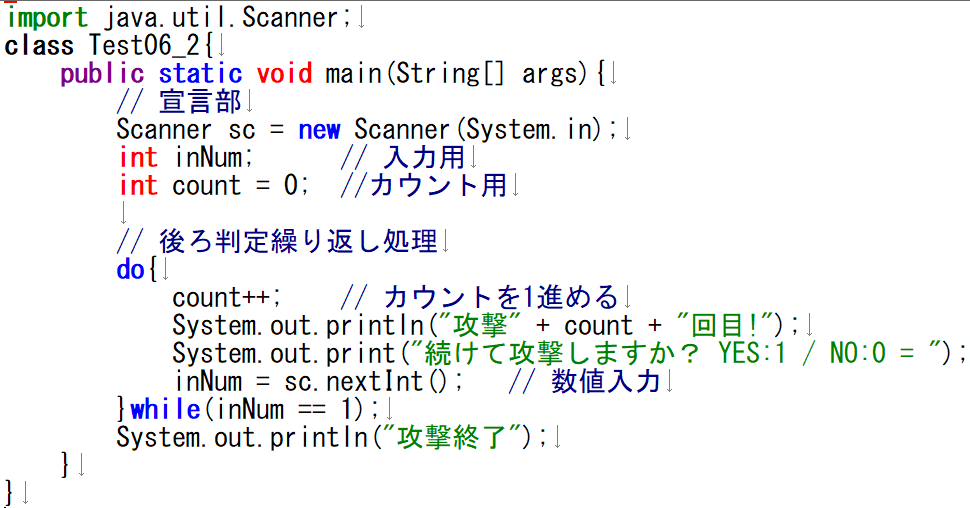 import java.util.Scanner;↓
class Test06_2{↓
    public static void main(String[] args){↓
        // 宣言部↓
        Scanner sc = new Scanner(System.in);↓
        int inNum;      // 入力用↓
        int count = 0;  //カウント用↓
        ↓
        // 後ろ判定繰り返し処理↓
        do{↓
            count++;    // カウントを1進める↓
            System.out.println("攻撃" + count + "回目!");↓
            System.out.print("続けて攻撃しますか？ YES:1 / NO:0 = ");
            inNum = sc.nextInt();   // 数値入力↓
        }while(inNum == 1);↓
        System.out.println("攻撃終了");↓
    }↓
}↓